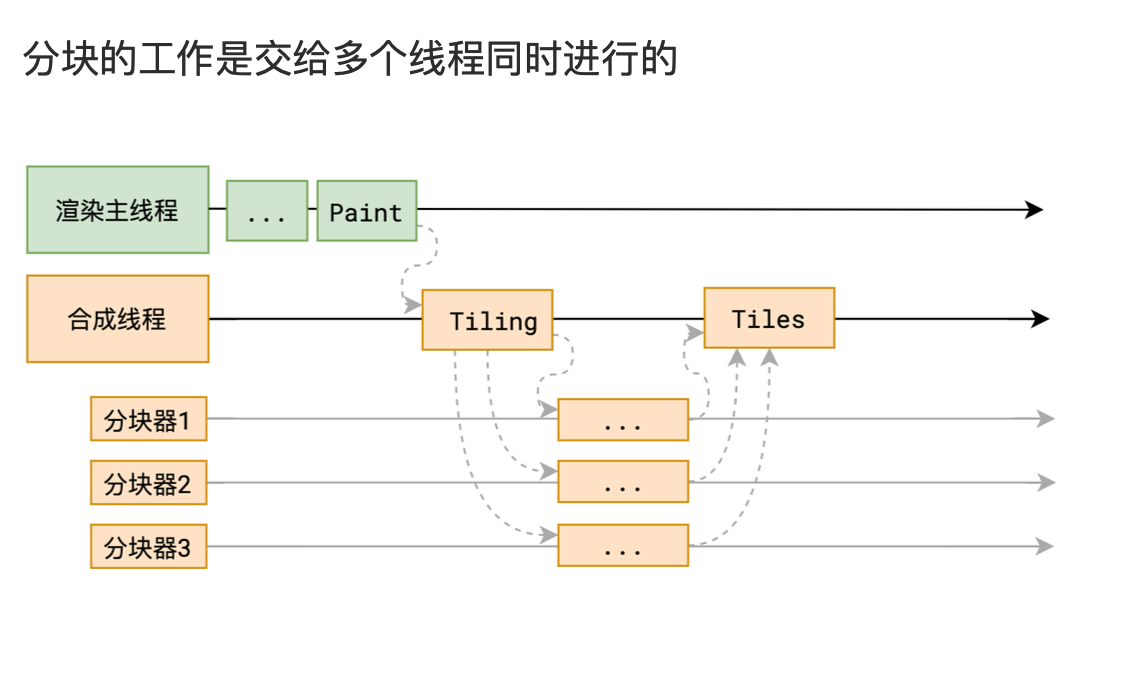 分块的工作是交给多个线程同时进行的
渲染主线程
...
Paint
合成线程
Tiling
Tiles
分块器1
...
分块器2
...
分块器3
...